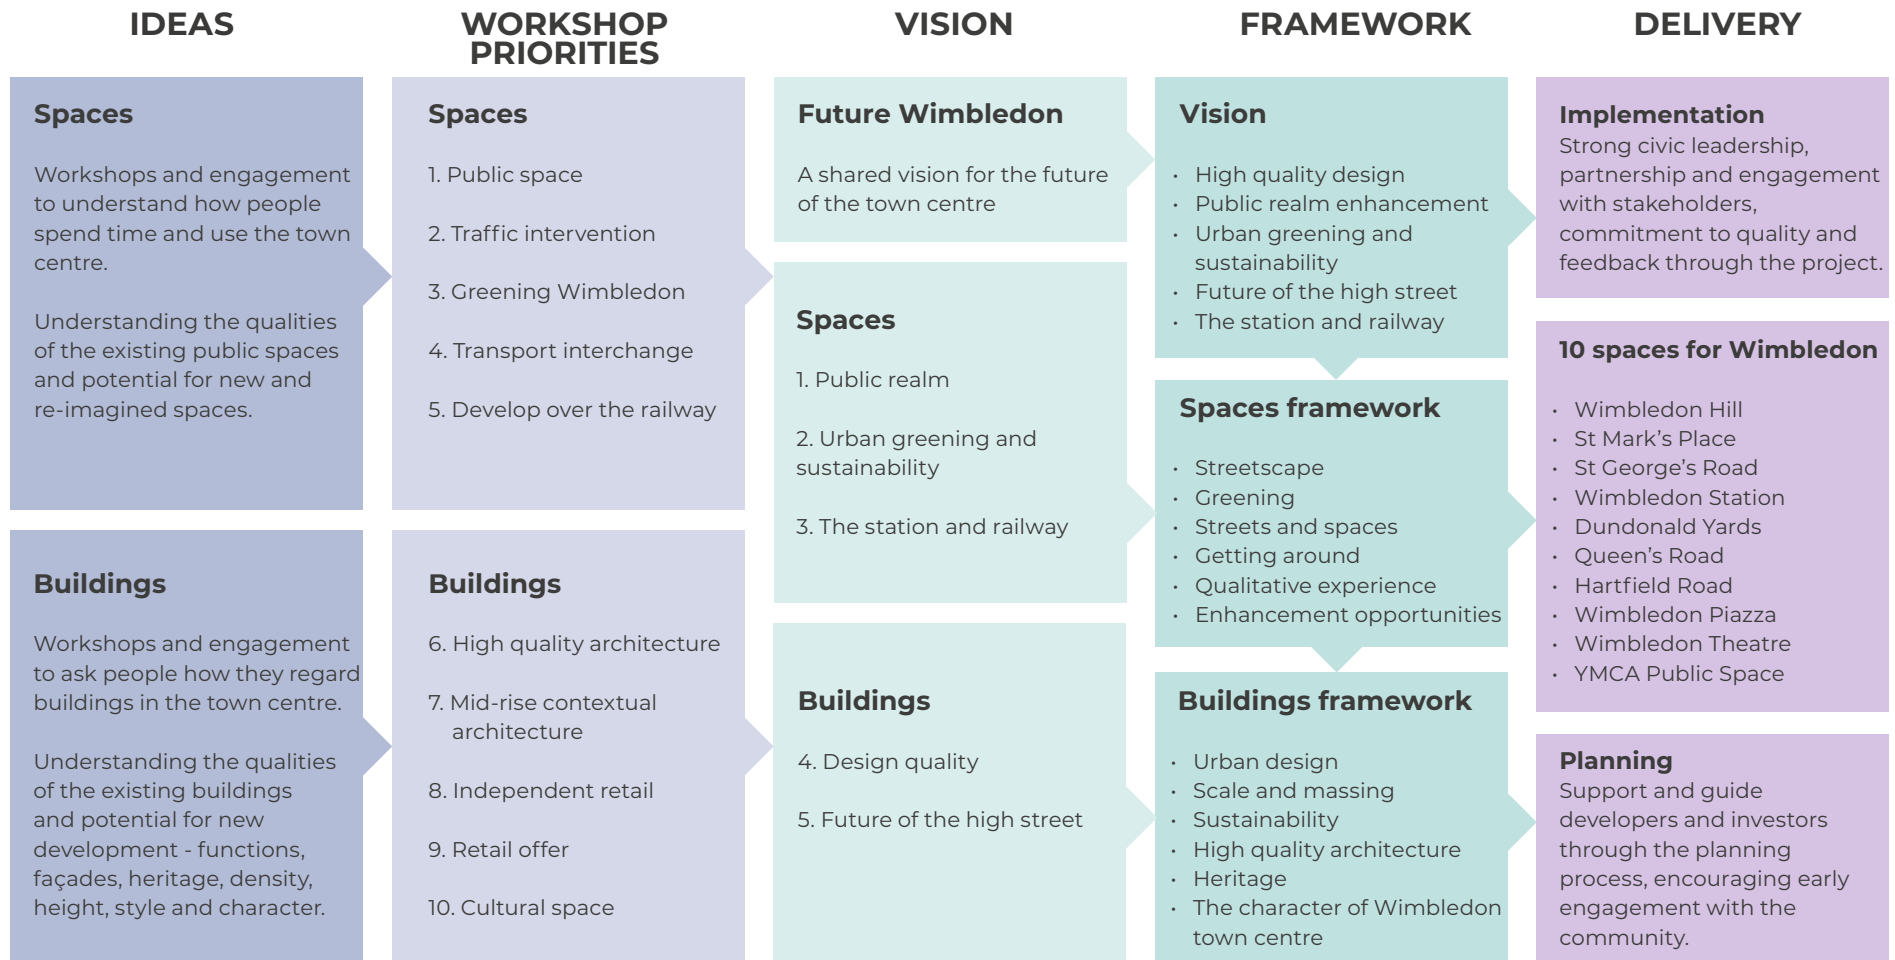 IDEAS
Spaces
Workshops and engagement
to understand how people
spend time and use the town
centre.
Understanding the qualities
of the existing public spaces
and potential for new and
re-imagined spaces.
Buildings
Workshops and engagement
to ask people how they regard
buildings in the town centre.
Understanding the qualities
of the existing buildings
and potential for new
development - functions,
façades, heritage, density,
height, style and character.
WORKSHOP
PRIORITIES
Spaces
1. Public space
2. Traffic intervention
3. Greening Wimbledon
4. Transport interchange
5. Develop over the railway
Buildings
6. High quality architecture
7. Mid-rise contextual
architecture
8. Independent retail
9. Retail offer
10. Cultural space
VISION
Future Wimbledon
A shared vision for the future
of the town centre
Spaces
1. Public realm
2. Urban greening and
sustainability
3. The station and railway
Buildings
4. Design quality
5. Future of the high street
FRAMEWORK
Vision
• High quality design
• Public realm enhancement
• Urban greening and
sustainability
• Future of the high street
• The station and railway
Spaces framework
• Streetscape
• Greening
• Streets and spaces
• Getting around
• Qualitative experience
• Enhancement opportunities
Buildings framework
• Urban design
• Scale and massing
• Sustainability
• High quality architecture
• Heritage
• The character of Wimbledon
town centre
DELIVERY
Implementation
Strong civic leadership,
partnership and engagement
with stakeholders,
commitment to quality and
feedback through the project.
10 spaces for Wimbledon
• Wimbledon Hill
• St Mark's Place
• St George's Road
• Wimbledon Station
• Dundonald Yards
• Queen's Road
• Hartfield Road
• Wimbledon Piazza
• Wimbledon Theatre
• YMCA Public Space
Planning
Support and guide
developers and investors
through the planning
process, encouraging early
engagement with the
community.